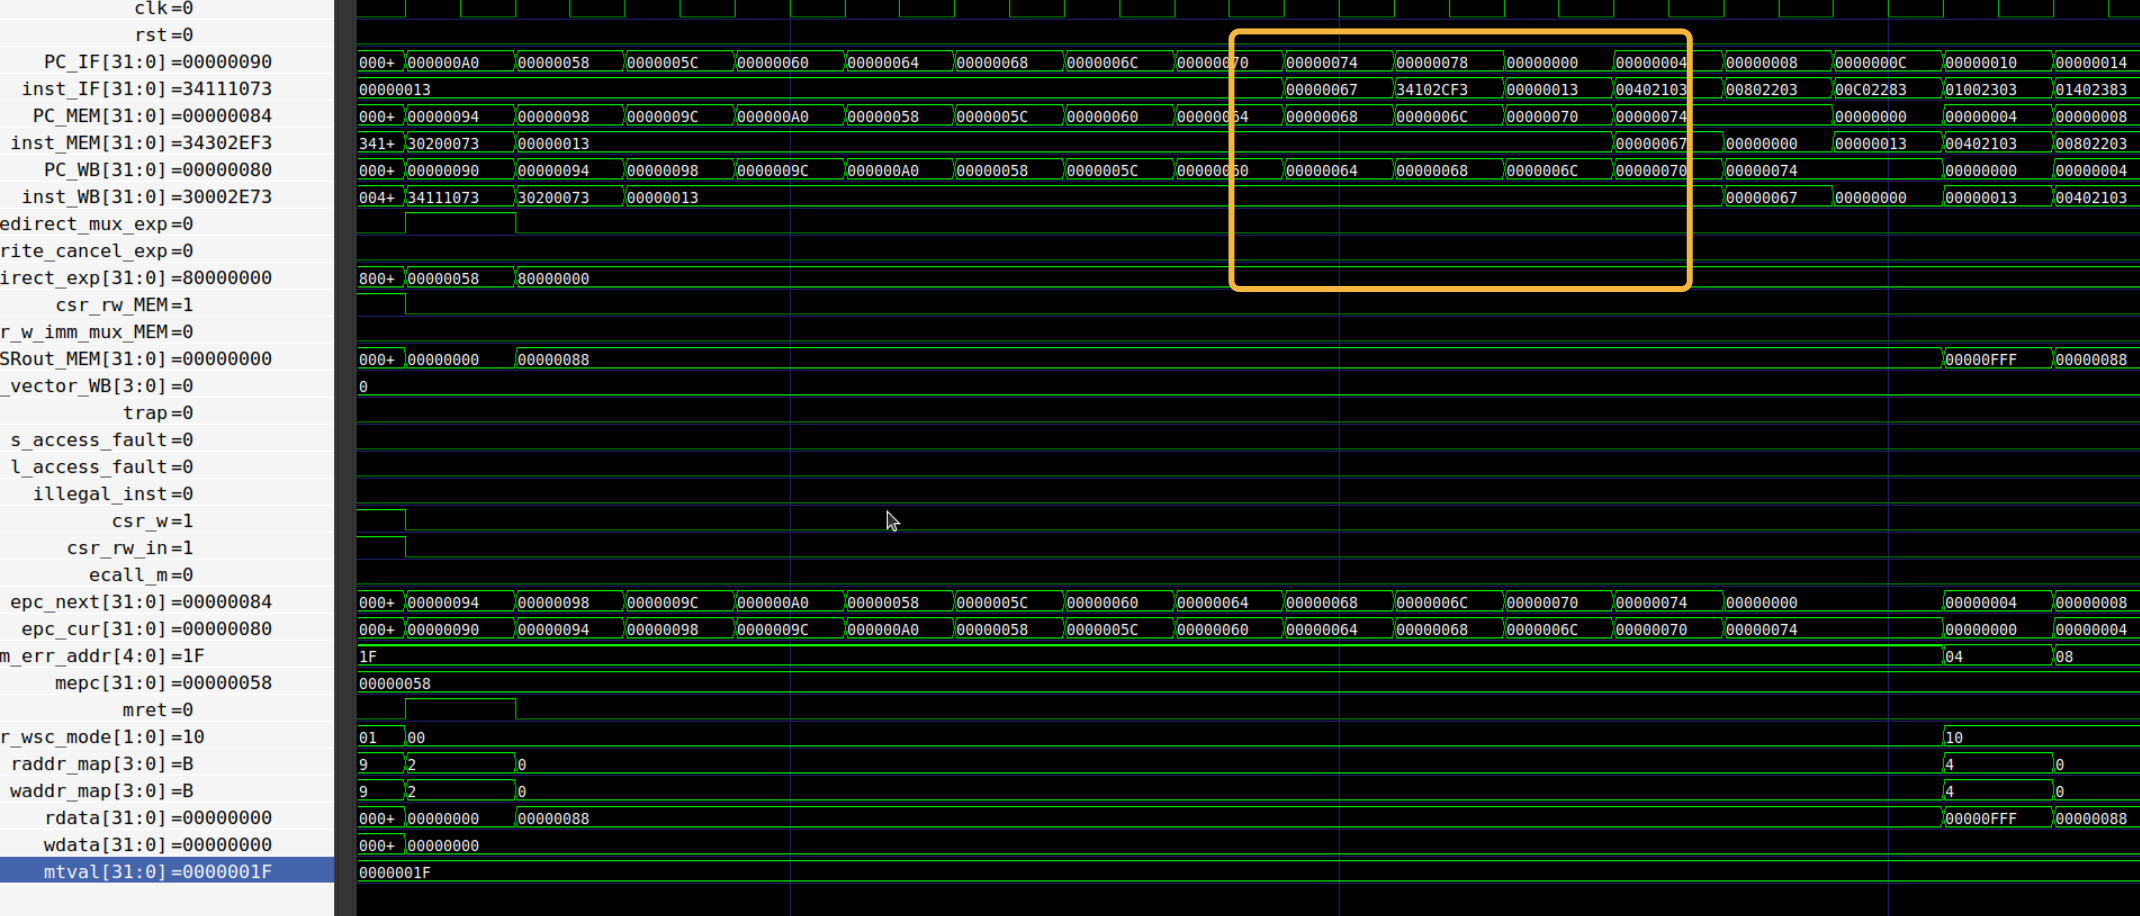 clk=0
rst=0
PC_IF[31:0]=00000090 000+ 000000A0 00000058 0000005C 00000060 00000064 00000068 0000006C 00000070 00000074 00000078 00000000 00000004 00000008 0000000C 00000010 00000014
inst_IF[31:0]=34111073 00000013 00000067 34102CF3 00000013 00402103 00802203 00C02283 01002303 01402383
PC_MEM[31:0]=00000084 000+ 00000094 00000098 0000009C 000000A0 00000058 0000005C 00000060 00000064 00000068 0000006C 00000070 00000074 00000000 00000004 00000008
inst_MEM[31:0]=34302EF3 341+ 30200073 00000013 00000067 00000000 00000013 00402103 00802203
PC_WB[31:0]=00000080 000+ 00000090 00000094 00000098 0000009C 000000A0 00000058 0000005C 00000060 00000064 00000068 0000006C 00000070 00000074 00000000 00000004
inst_WB[31:0]=30002E73 004+ 34111073 30200073 00000013 00000067 00000000 00000013 00402103
edirect_mux_exp=0
rite_cancel_exp=0
irect_exp[31:0]=80000000 800+ 00000058 80000000
csr_rw_MEM=1
r_w_imm_mux_MEM=0
SRout_MEM[31:0]=00000000 000+ 00000000 00000088 00000FFF 00000088
_vector_WB[3:0]=0 0
trap=0
s_access_fault=0
l_access_fault=0
illegal_inst=0
csr_w=1
csr_rw_in=1
ecall_m=0
epc_next[31:0]=00000084 000+ 00000094 00000098 0000009C 000000A0 00000058 0000005C 00000060 00000064 00000068 0000006C 00000070 00000074 00000000 00000004 00000008
epc_cur[31:0]=00000080 000+ 00000090 00000094 00000098 0000009C 000000A0 00000058 0000005C 00000060 00000064 00000068 0000006C 00000070 00000074 00000000 00000004
m_err_addr[4:0]=1F 1F 04 08
mepc[31:0]=00000058 00000058
mret=0
r_wsc_mode[1:0]=10 01 00 10
raddr_map[3:0]=B 9 2 0 4 0
waddr_map[3:0]=B 9 2 0 4 0
rdata[31:0]=00000000 000+ 00000000 00000088 00000FFF 00000088
wdata[31:0]=00000000 000+ 00000000
mtval[31:0]=0000001F 0000001F